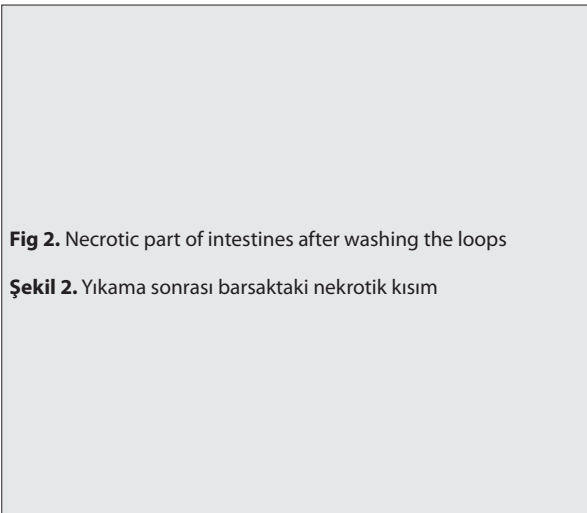 Fig 2. Necrotic part of intestines after washing the loops
Şekil 2. Yıkama sonrası barsaktaki nekrotik kısım